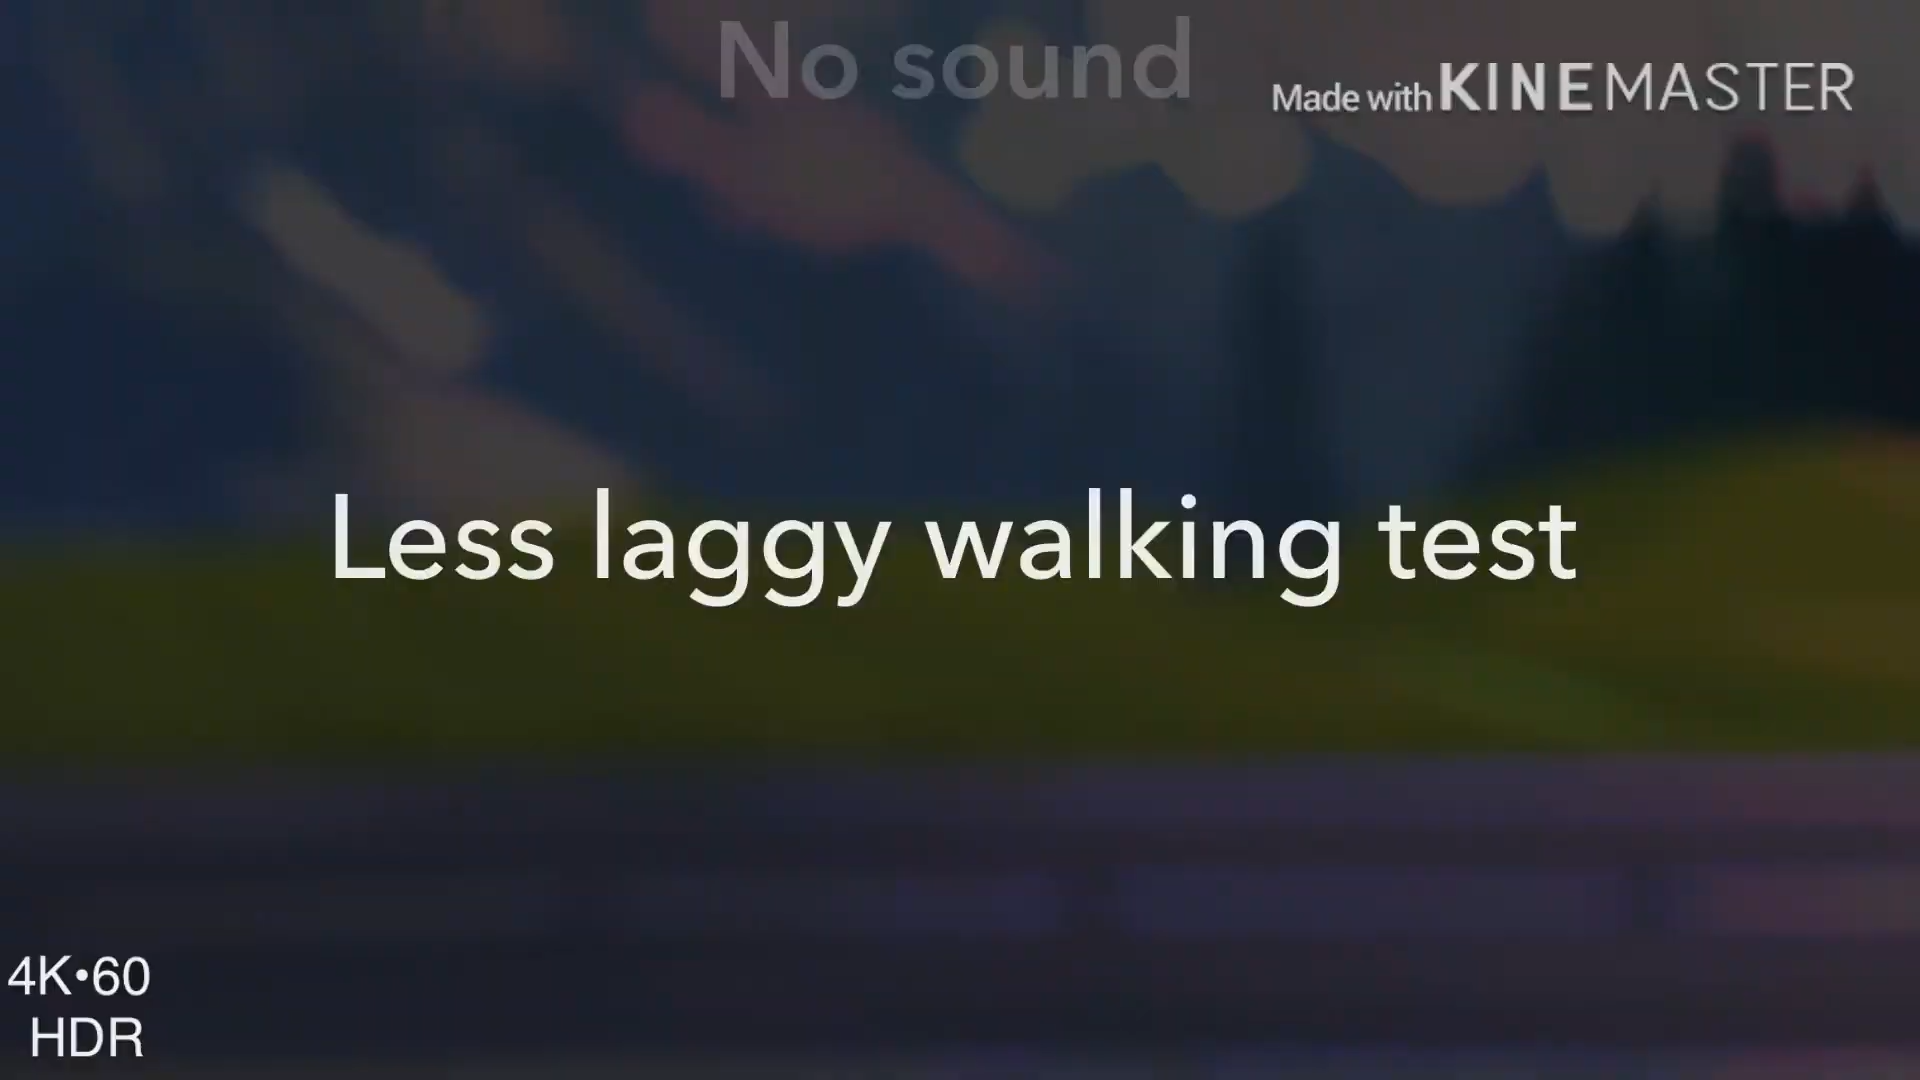 No sound
Made with KINEMASTER
Less laggy walking test
4K•60
HDR